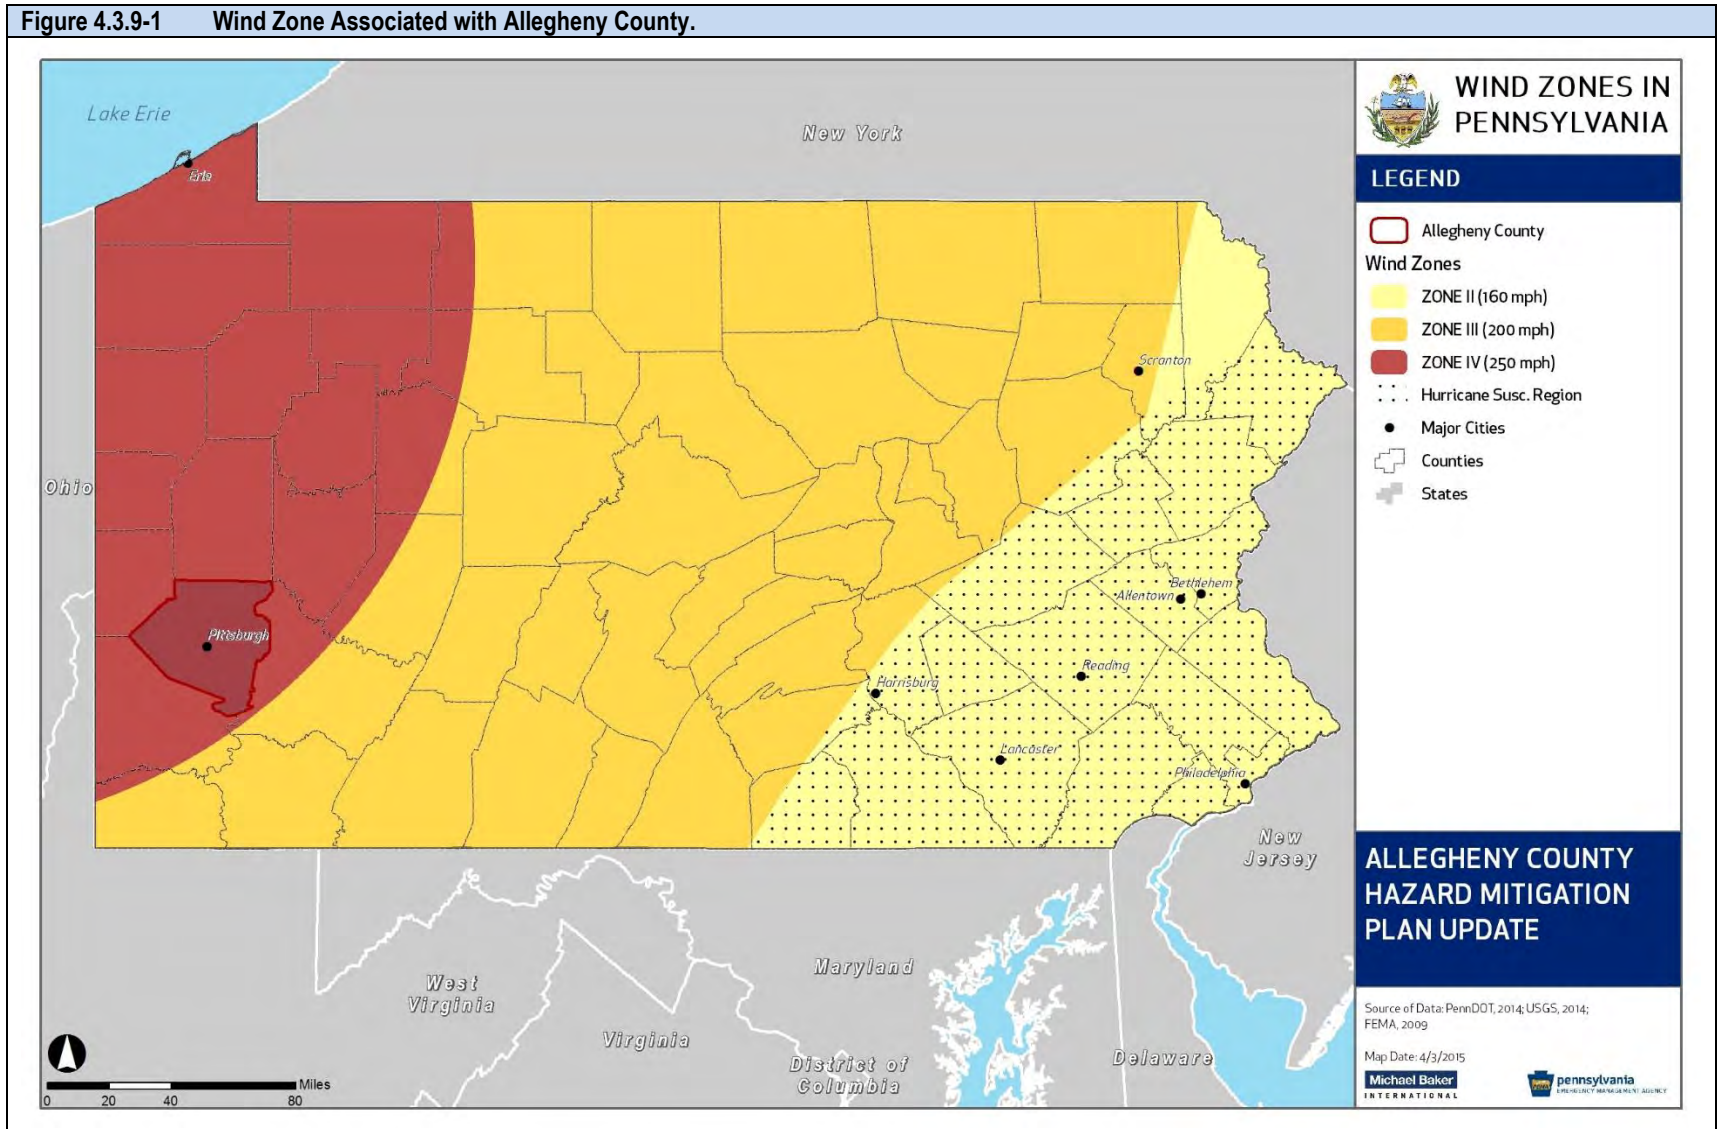 Figure 4.3.9-1 Wind Zone Associated with Allegheny County.
Lake Erie
New York
Erie
Scranton
Ohio
Bethlehem
Allentown
Pittsburgh
Reading
Harrisburg
Lancaster
Philadelphia
New
Jersey
Maryland
West
Virginia
Virginia
District of
Columbia
Delaware
Miles
0 20 40 80
WIND ZONES IN
PENNSYLVANIA
LEGEND
Allegheny County
Wind Zones
ZONE II (160 mph)
ZONE III (200 mph)
ZONE IV (250 mph)
Hurricane Susc. Region
Major Cities
Counties
States
ALLEGHENY COUNTY
HAZARD MITIGATION
PLAN UPDATE
Source of Data: PennDOT, 2014; USGS, 2014;
FEMA, 2009
Map Date: 4/3/2015
Michael Baker
INTERNATIONAL
pennsylvania
EMERGENCY MANAGEMENT AGENCY